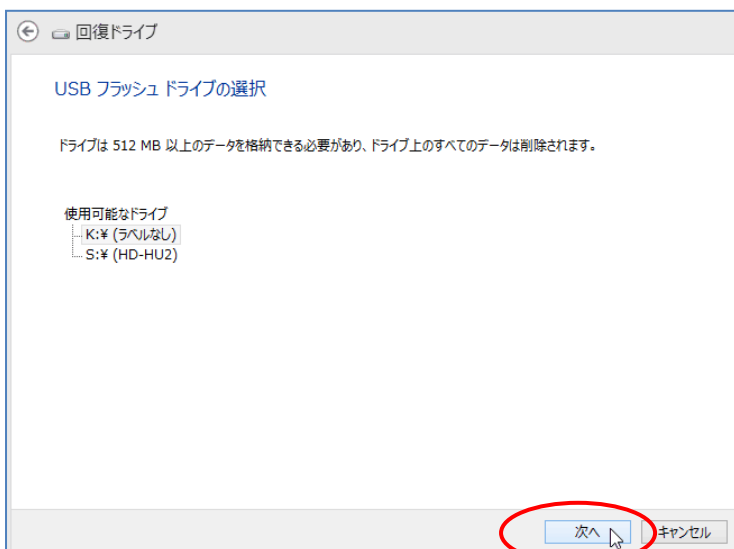 回復ドライブ
USB フラッシュ ドライブの選択
ドライブは 512 MB 以上のデータを格納できる必要があり、ドライブ上のすべてのデータは削除されます。
使用可能なドライブ
K:¥ (ラベルなし)
S:¥ (HD-HU2)
次へ キャンセル